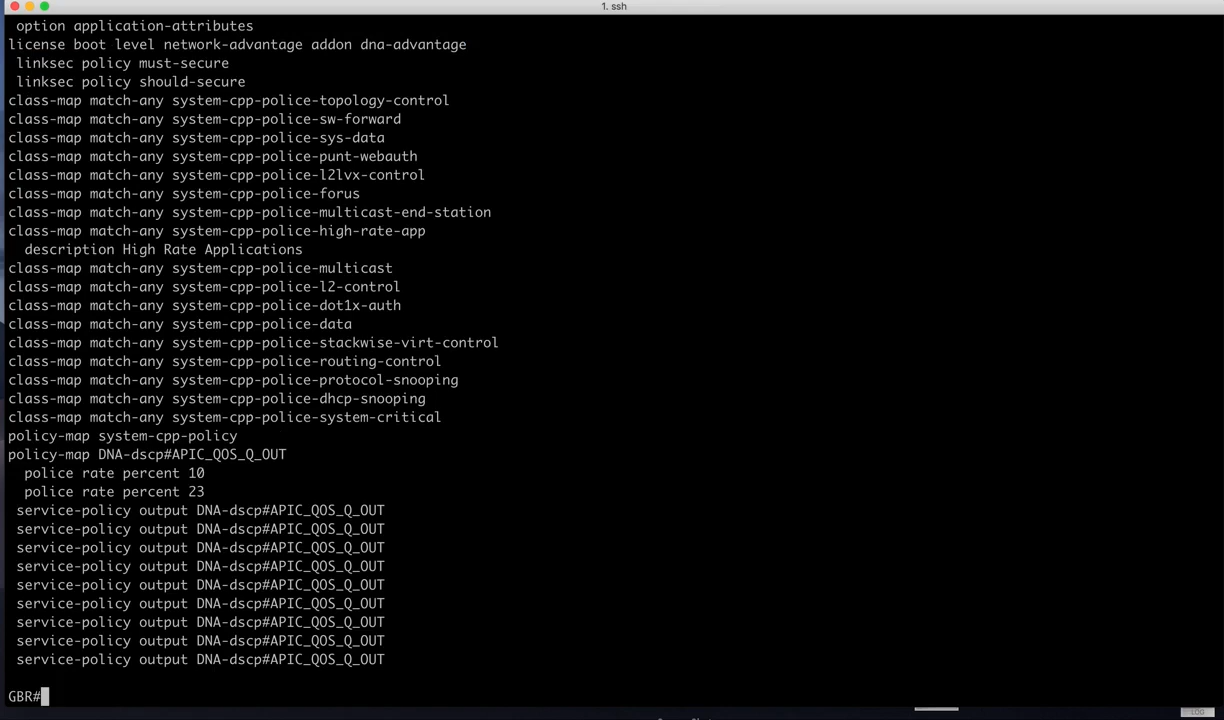 1. ssh
option application-attributes
license boot level network-advantage addon dna-advantage
linksec policy must-secure
linksec policy should-secure
class-map match-any system-cpp-police-topology-control
class-map match-any system-cpp-police-sw-forward
class-map match-any system-cpp-police-sys-data
class-map match-any system-cpp-police-punt-webauth
class-map match-any system-cpp-police-l2lvx-control
class-map match-any system-cpp-police-forus
class-map match-any system-cpp-police-multicast-end-station
class-map match-any system-cpp-police-high-rate-app
description High Rate Applications
class-map match-any system-cpp-police-multicast
class-map match-any system-cpp-police-l2-control
class-map match-any system-cpp-police-dot1x-auth
class-map match-any system-cpp-police-data
class-map match-any system-cpp-police-stackwise-virt-control
class-map match-any system-cpp-police-routing-control
class-map match-any system-cpp-police-protocol-snooping
class-map match-any system-cpp-police-dhcp-snooping
class-map match-any system-cpp-police-system-critical
policy-map system-cpp-policy
policy-map DNA-dscp#APIC_QOS_Q_OUT
police rate percent 10
police rate percent 23
service-policy output DNA-dscp#APIC_QOS_Q_OUT
service-policy output DNA-dscp#APIC_QOS_Q_OUT
service-policy output DNA-dscp#APIC_QOS_Q_OUT
service-policy output DNA-dscp#APIC_QOS_Q_OUT
service-policy output DNA-dscp#APIC_QOS_Q_OUT
service-policy output DNA-dscp#APIC_QOS_Q_OUT
service-policy output DNA-dscp#APIC_QOS_Q_OUT
service-policy output DNA-dscp#APIC_QOS_Q_OUT
service-policy output DNA-dscp#APIC_QOS_Q_OUT
GBR#